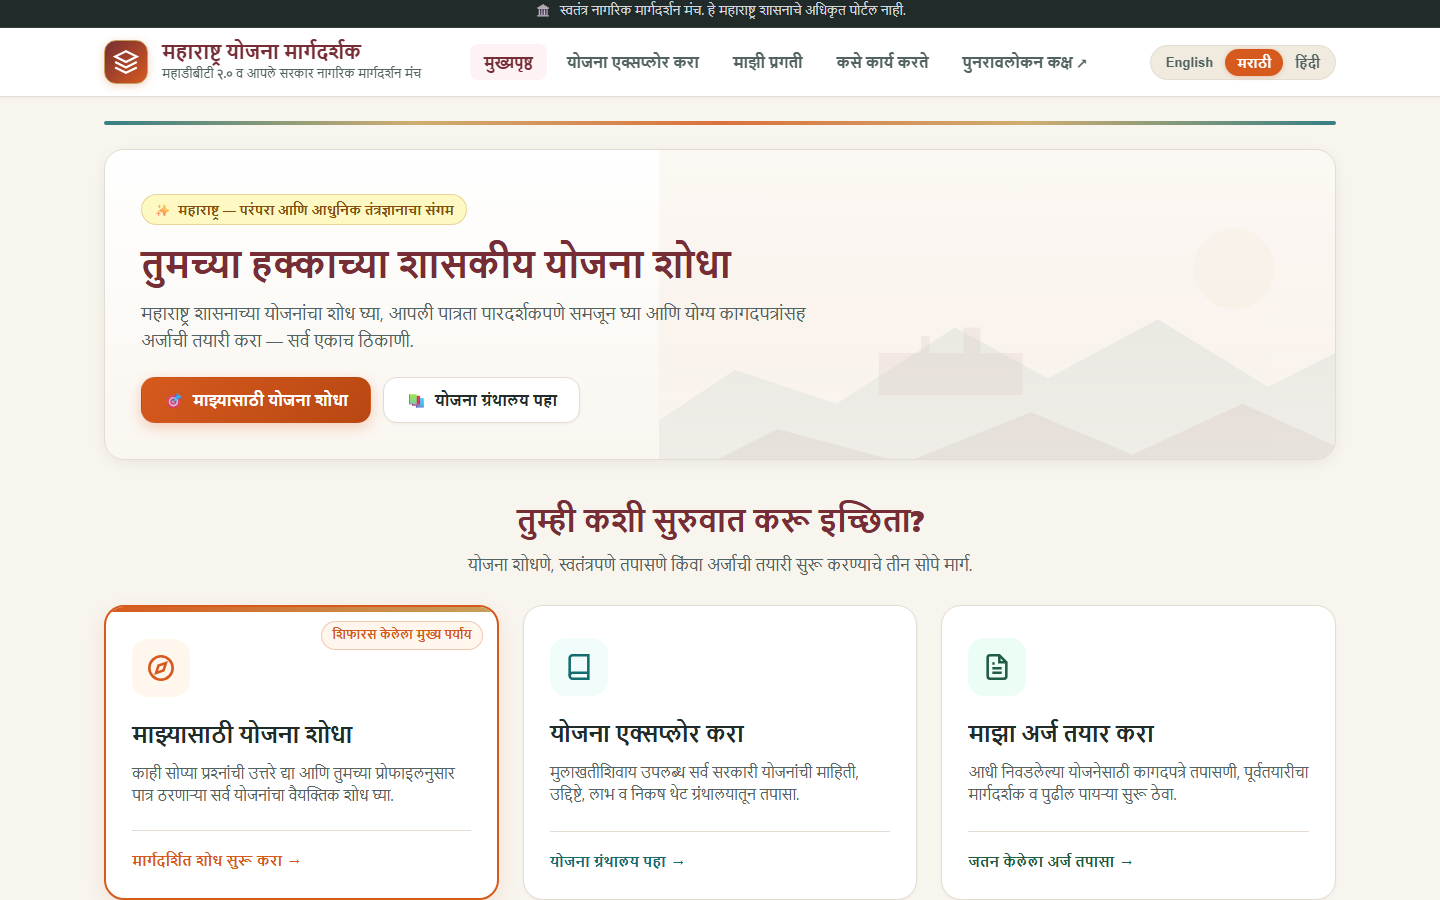 स्वतंत्र नागरिक मार्गदर्शन मंच. हे महाराष्ट्र शासनाचे अधिकृत पोर्टल नाही.
महाराष्ट्र योजना मार्गदर्शक
महाडीबीटी २.० व आपले सरकार नागरिक मार्गदर्शन मंच
मुख्यपृष्ठ
योजना एक्सप्लोर करा
माझी प्रगती
कसे कार्य करते
पुनरावलोकन कक्ष ↗
English
मराठी
हिंदी
महाराष्ट्र — परंपरा आणि आधुनिक तंत्रज्ञानाचा संगम
तुमच्या हक्काच्या शासकीय योजना शोधा
महाराष्ट्र शासनाच्या योजनांचा शोध घ्या, आपली पात्रता पारदर्शकपणे समजून घ्या आणि योग्य कागदपत्रांसह
अर्जाची तयारी करा — सर्व एकाच ठिकाणी.
माझ्यासाठी योजना शोधा
योजना ग्रंथालय पहा
तुम्ही कशी सुरुवात करू इच्छिता?
योजना शोधणे, स्वतंत्रपणे तपासणे किंवा अर्जाची तयारी सुरू करण्याचे तीन सोपे मार्ग.
शिफारस केलेला मुख्य पर्याय
माझ्यासाठी योजना शोधा
काही सोप्या प्रश्नांची उत्तरे द्या आणि तुमच्या प्रोफाइलनुसार
पात्र ठरणाऱ्या सर्व योजनांचा वैयक्तिक शोध घ्या.
मार्गदर्शित शोध सुरू करा →
योजना एक्सप्लोर करा
मुलाखतीशिवाय उपलब्ध सर्व सरकारी योजनांची माहिती,
उद्दिष्टे, लाभ व निकष थेट ग्रंथालयातून तपासा.
योजना ग्रंथालय पहा →
माझा अर्ज तयार करा
आधी निवडलेल्या योजनेसाठी कागदपत्रे तपासणी, पूर्वतयारीचा
मार्गदर्शक व पुढील पायऱ्या सुरू ठेवा.
जतन केलेला अर्ज तपासा →